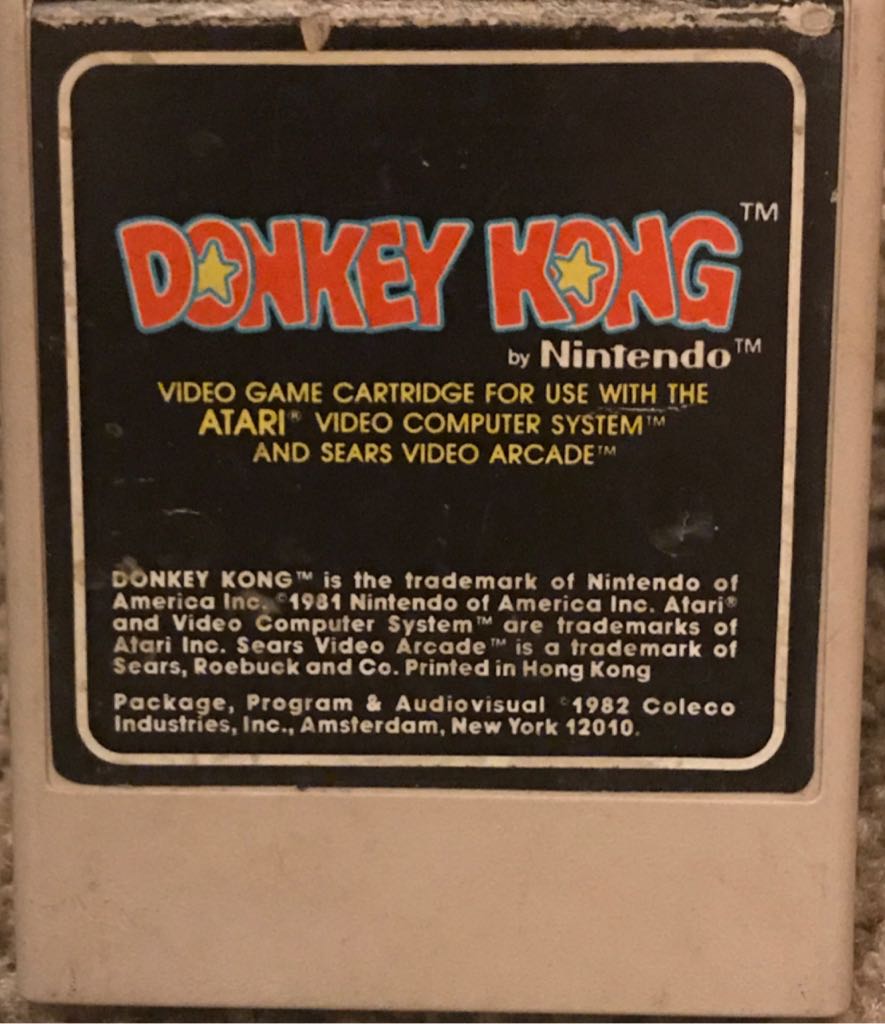 DONKEY KONG™
by Nintendo™
VIDEO GAME CARTRIDGE FOR USE WITH THE
ATARI® VIDEO COMPUTER SYSTEM™
AND SEARS VIDEO ARCADE™
DONKEY KONG™ is the trademark of Nintendo of
America Inc. ©1981 Nintendo of America Inc. Atari®
and Video Computer System™ are trademarks of
Atari Inc. Sears Video Arcade™ is a trademark of
Sears, Roebuck and Co. Printed in Hong Kong
Package, Program & Audiovisual ©1982 Coleco
Industries, Inc., Amsterdam, New York 12010.